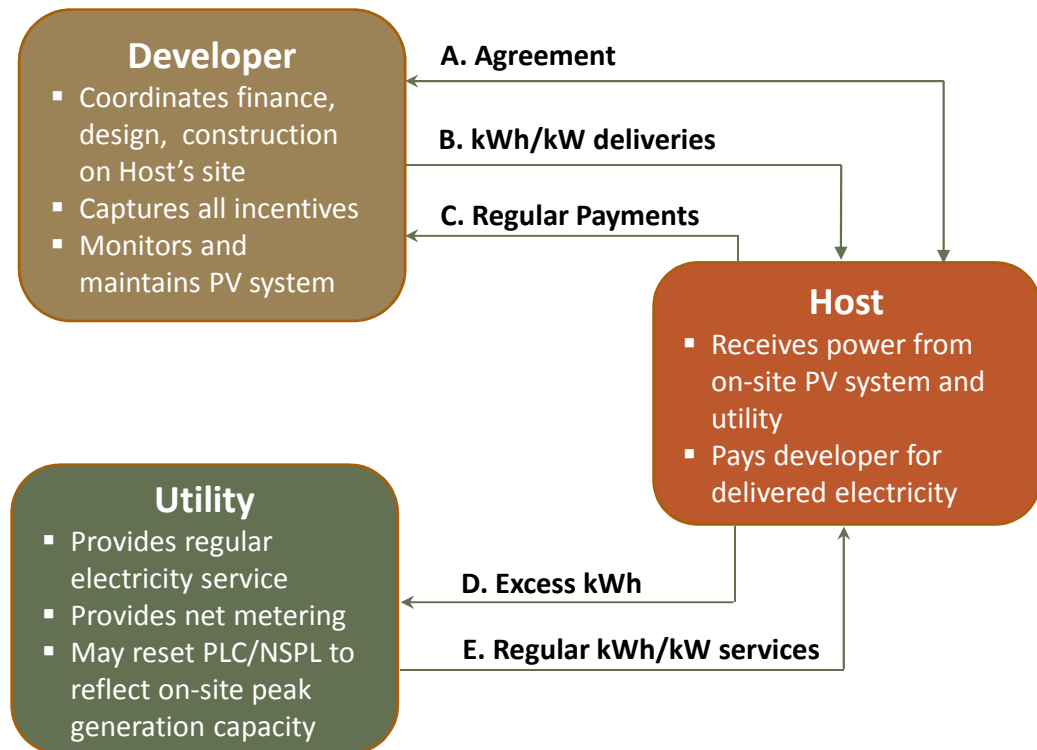 Developer
▪ Coordinates finance,
design, construction
on Host's site
▪ Captures all incentives
▪ Monitors and
maintains PV system
A. Agreement
B. kWh/kW deliveries
C. Regular Payments
Host
▪ Receives power from
on-site PV system and
utility
▪ Pays developer for
delivered electricity
Utility
▪ Provides regular
electricity service
▪ Provides net metering
▪ May reset PLC/NSPL to
reflect on-site peak
generation capacity
D. Excess kWh
E. Regular kWh/kW services